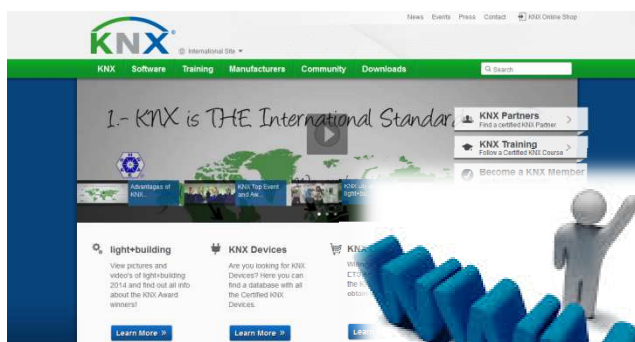 News Events Press Contact KNX Online Shop
KNX
International Site
KNX Software Training Manufacturers Community Downloads
Search
1.- KNX is THE International Standar
KNX Partners
Find a certified KNX Partner
KNX Training
Follow a Certified KNX Course
Become a KNX Member
Advantages of KNX...
KNX Top Event and Aw...
light+building
View pictures and
video's of light+building
2014 and find out all info
about the KNX Award
winners!
Learn More »
KNX Devices
Are you looking for KNX
Devices? Here you can
find a database with all
the Certified KNX
Devices.
Learn More »
WWW